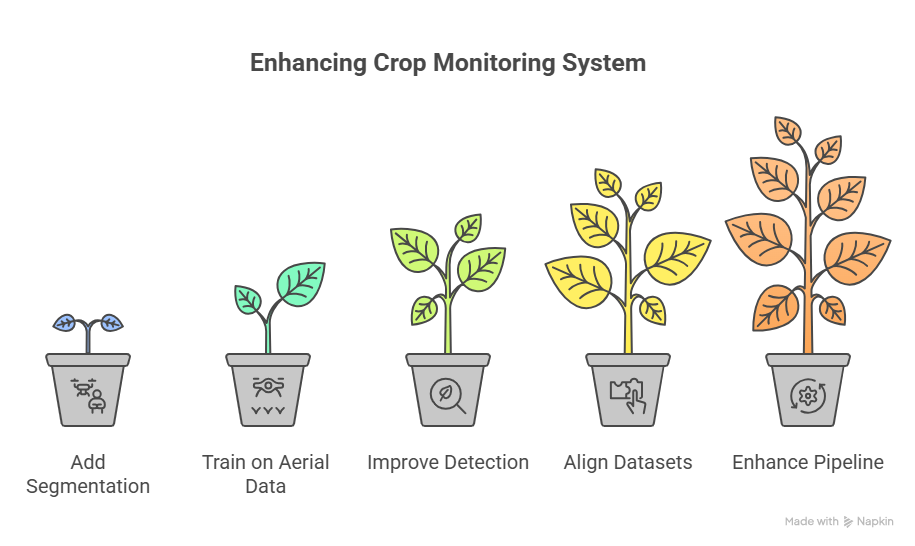 Enhancing Crop Monitoring System
Add
Segmentation
Train on Aerial
Data
Improve Detection
Align Datasets
Enhance Pipeline
Made with Napkin